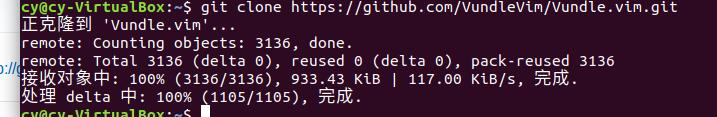 cy@cy-VirtualBox:~$ git clone https://github.com/VundleVim/Vundle.vim.git
正克隆到 'Vundle.vim'...
remote: Counting objects: 3136, done.
remote: Total 3136 (delta 0), reused 0 (delta 0), pack-reused 3136
接收对象中: 100% (3136/3136), 933.43 KiB | 117.00 KiB/s, 完成.
处理 delta 中: 100% (1105/1105), 完成.
cy@cy-VirtualBox:~$